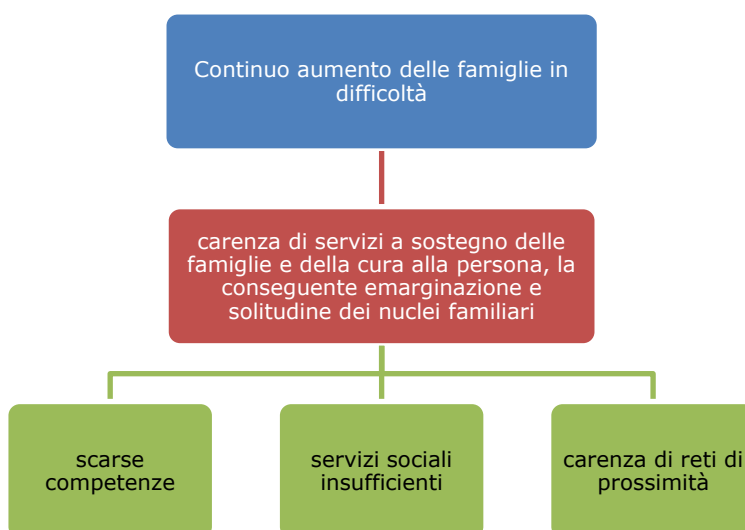 Continuo aumento delle famiglie in
difficoltà
carenza di servizi a sostegno delle
famiglie e della cura alla persona, la
conseguente emarginazione e
solitudine dei nuclei familiari
scarse
competenze
servizi sociali
insufficienti
carenza di reti di
prossimità